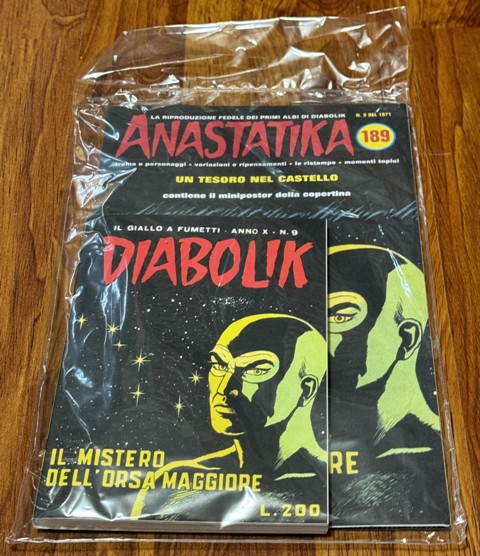 LA RIPRODUZIONE FEDELE DEI PRIMI ALBI DI DIABOLIK
N. 9 DEL 1971
ANASTATIKA
189
trama e personaggi • variazioni e ripensamenti • le ristampe • momenti topici
UN TESORO NEL CASTELLO
contiene il miniposter della copertina
IL GIALLO A FUMETTI - ANNO X - N. 9
DIABOLIK
IL MISTERO
DELL'ORSA MAGGIORE
L. 200
RE